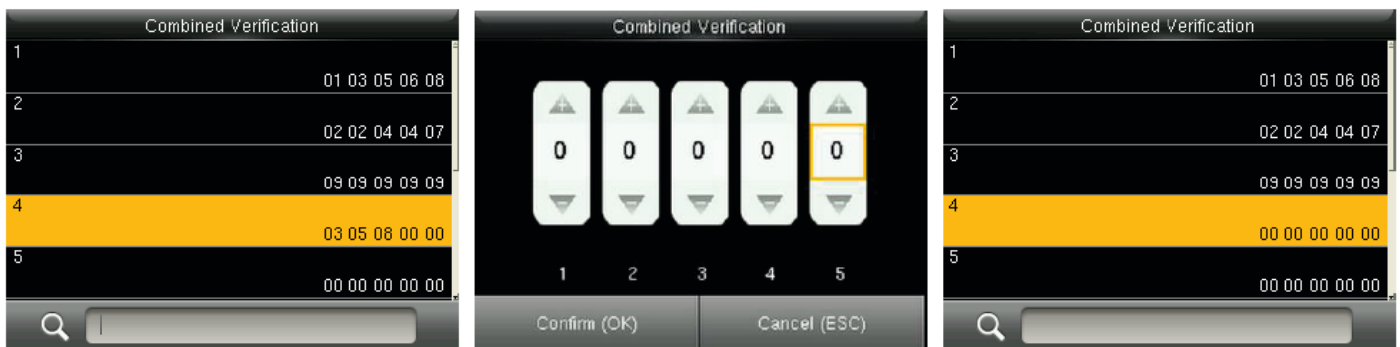 Combined Verification
1
01 03 05 06 08
2
02 02 04 04 07
3
09 09 09 09 09
4
03 05 08 00 00
5
00 00 00 00 00
Combined Verification
0 0 0 0 0
1 2 3 4 5
Confirm (OK) Cancel (ESC)
Combined Verification
1
01 03 05 06 08
2
02 02 04 04 07
3
09 09 09 09 09
4
00 00 00 00 00
5
00 00 00 00 00